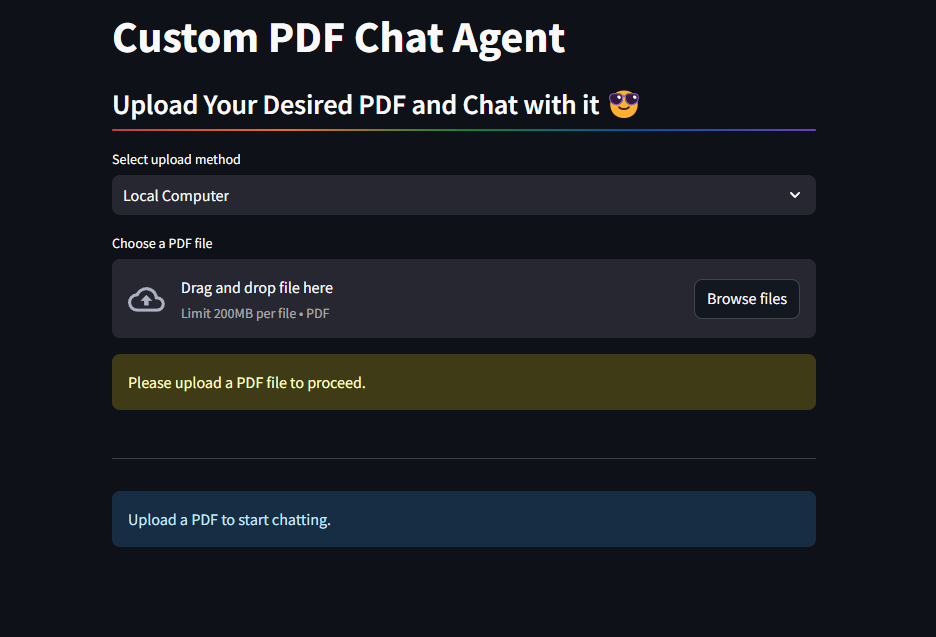 Custom PDF Chat Agent
Upload Your Desired PDF and Chat with it 😎
Select upload method
Local Computer
Choose a PDF file
Drag and drop file here
Limit 200MB per file • PDF
Browse files
Please upload a PDF file to proceed.
Upload a PDF to start chatting.